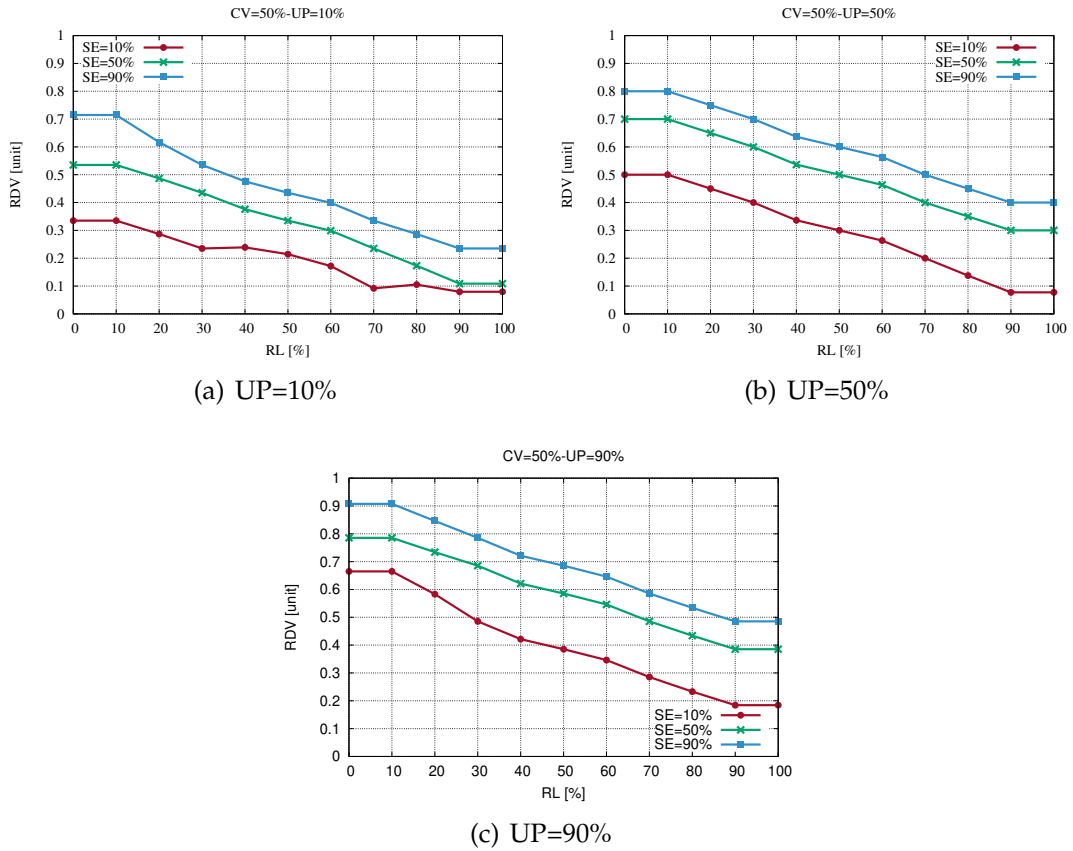 CV=50%-UP=10%
1
0.9
0.8
0.7
0.6
0.5
0.4
0.3
0.2
0.1
0
RDV [unit]
SE=10%
SE=50%
SE=90%
0 10 20 30 40 50 60 70 80 90 100
RL [%]
(a) UP=10%
CV=50%-UP=50%
1
0.9
0.8
0.7
0.6
0.5
0.4
0.3
0.2
0.1
0
RDV [unit]
SE=10%
SE=50%
SE=90%
0 10 20 30 40 50 60 70 80 90 100
RL [%]
(b) UP=50%
CV=50%-UP=90%
1
0.9
0.8
0.7
0.6
0.5
0.4
0.3
0.2
0.1
0
RDV [unit]
SE=10%
SE=50%
SE=90%
0 10 20 30 40 50 60 70 80 90 100
RL [%]
(c) UP=90%